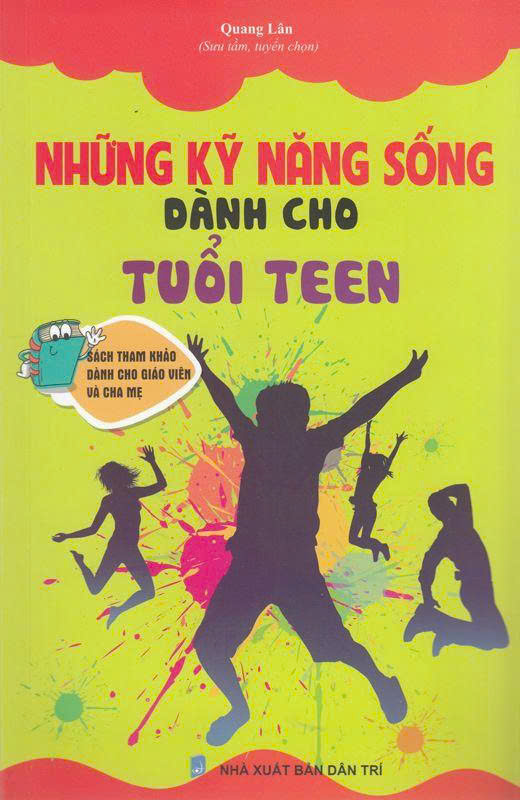 Quang Lân
(Sưu tầm, tuyển chọn)
NHỮNG KỸ NĂNG SỐNG
DÀNH CHO
TUỔI TEEN
SÁCH THAM KHẢO
DÀNH CHO GIÁO VIÊN
VÀ CHA MẸ
NHÀ XUẤT BẢN DÂN TRÍ